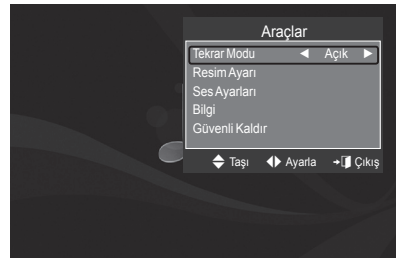 Araçlar
Tekrar Modu ◄ Açık ►
Resim Ayarı
Ses Ayarları
Bilgi
Güvenli Kaldır
Taşı Ayarla Çıkış